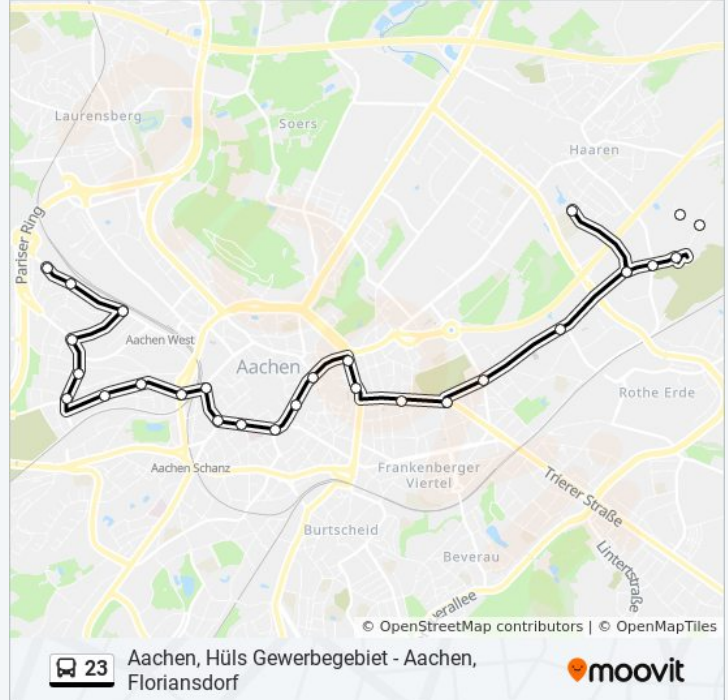 Laurensberg
Soers
Haaren
Pariser Ring
Aachen West
Aachen
Rothe Erde
Aachen Schanz
Frankenberger
Viertel
Trierer Straße
Burtscheid
Beverau
Lintertstraße
erallee
© OpenStreetMap contributors | © OpenMapTiles
23
Aachen, Hüls Gewerbegebiet - Aachen,
Floriansdorf
moovit